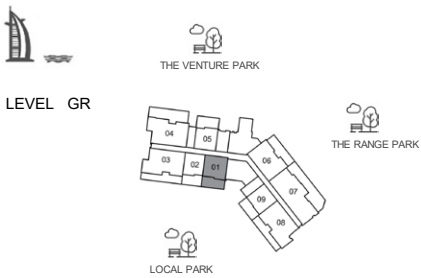 THE VENTURE PARK
LEVEL GR
THE RANGE PARK
04
05
03
02
01
06
07
09
08
LOCAL PARK